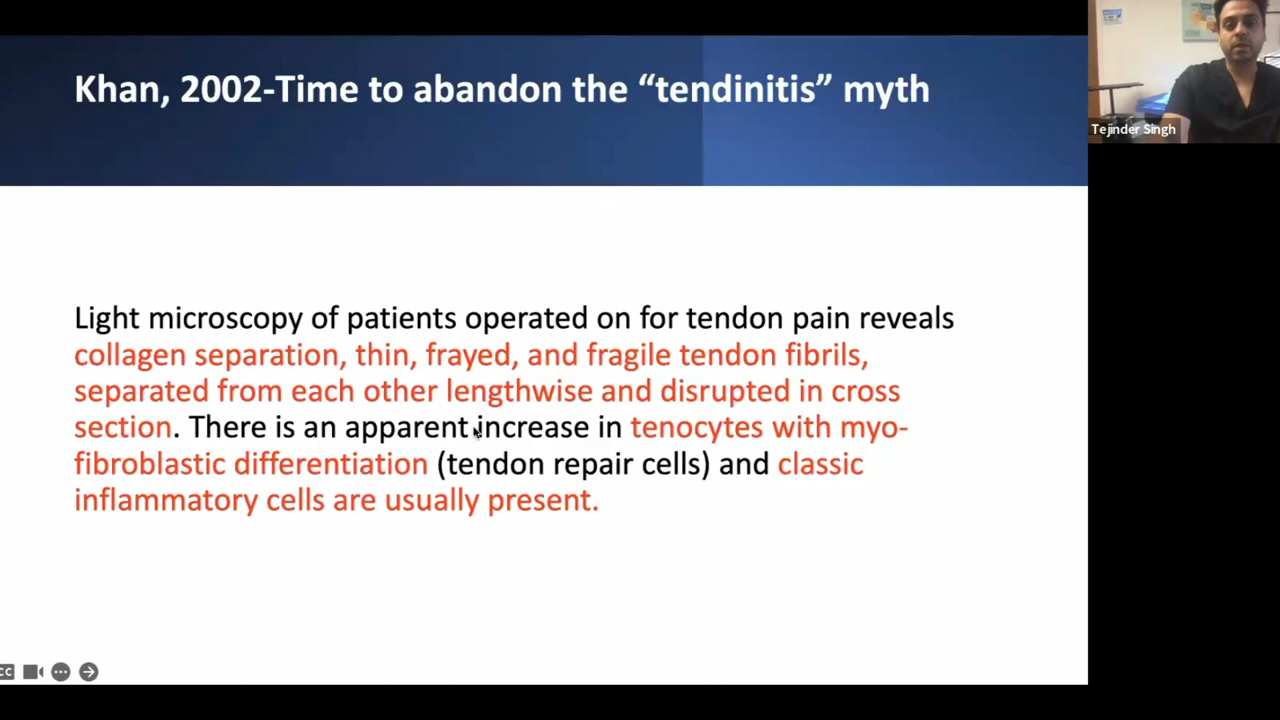 Khan, 2002-Time to abandon the “tendinitis” myth
Tejinder Singh
Light microscopy of patients operated on for tendon pain reveals
collagen separation, thin, frayed, and fragile tendon fibrils,
separated from each other lengthwise and disrupted in cross
section. There is an apparent increase in tenocytes with myo-
fibroblastic differentiation (tendon repair cells) and classic
inflammatory cells are usually present.
CC